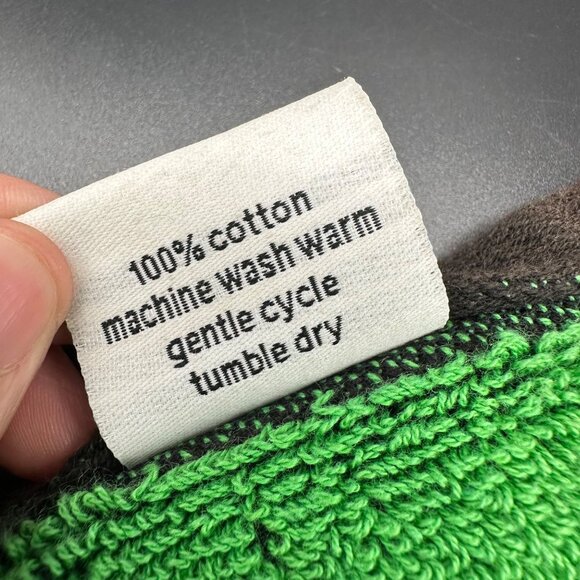 100% cotton
machine wash warm
gentle cycle
tumble dry